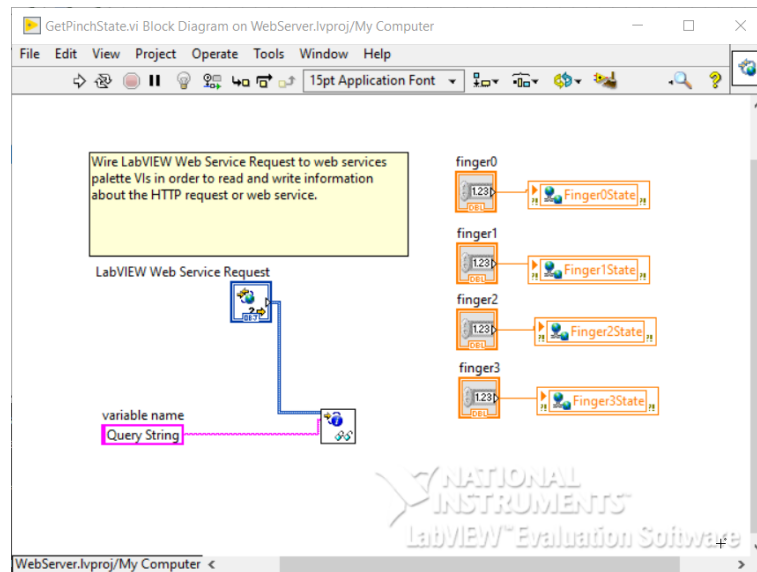 GetPinchState.vi Block Diagram on WebServer.lvproj/My Computer
File Edit View Project Operate Tools Window Help
15pt Application Font
Wire LabVIEW Web Service Request to web services
palette VIs in order to read and write information
about the HTTP request or web service.
LabVIEW Web Service Request
OBJ
variable name
Query String
finger0
1.23
DBL
Finger0State
finger1
1.23
DBL
Finger1State
finger2
1.23
DBL
Finger2State
finger3
1.23
DBL
Finger3State
NATIONAL
INSTRUMENTS™
LabVIEW™ Evaluation Software
WebServer.lvproj/My Computer